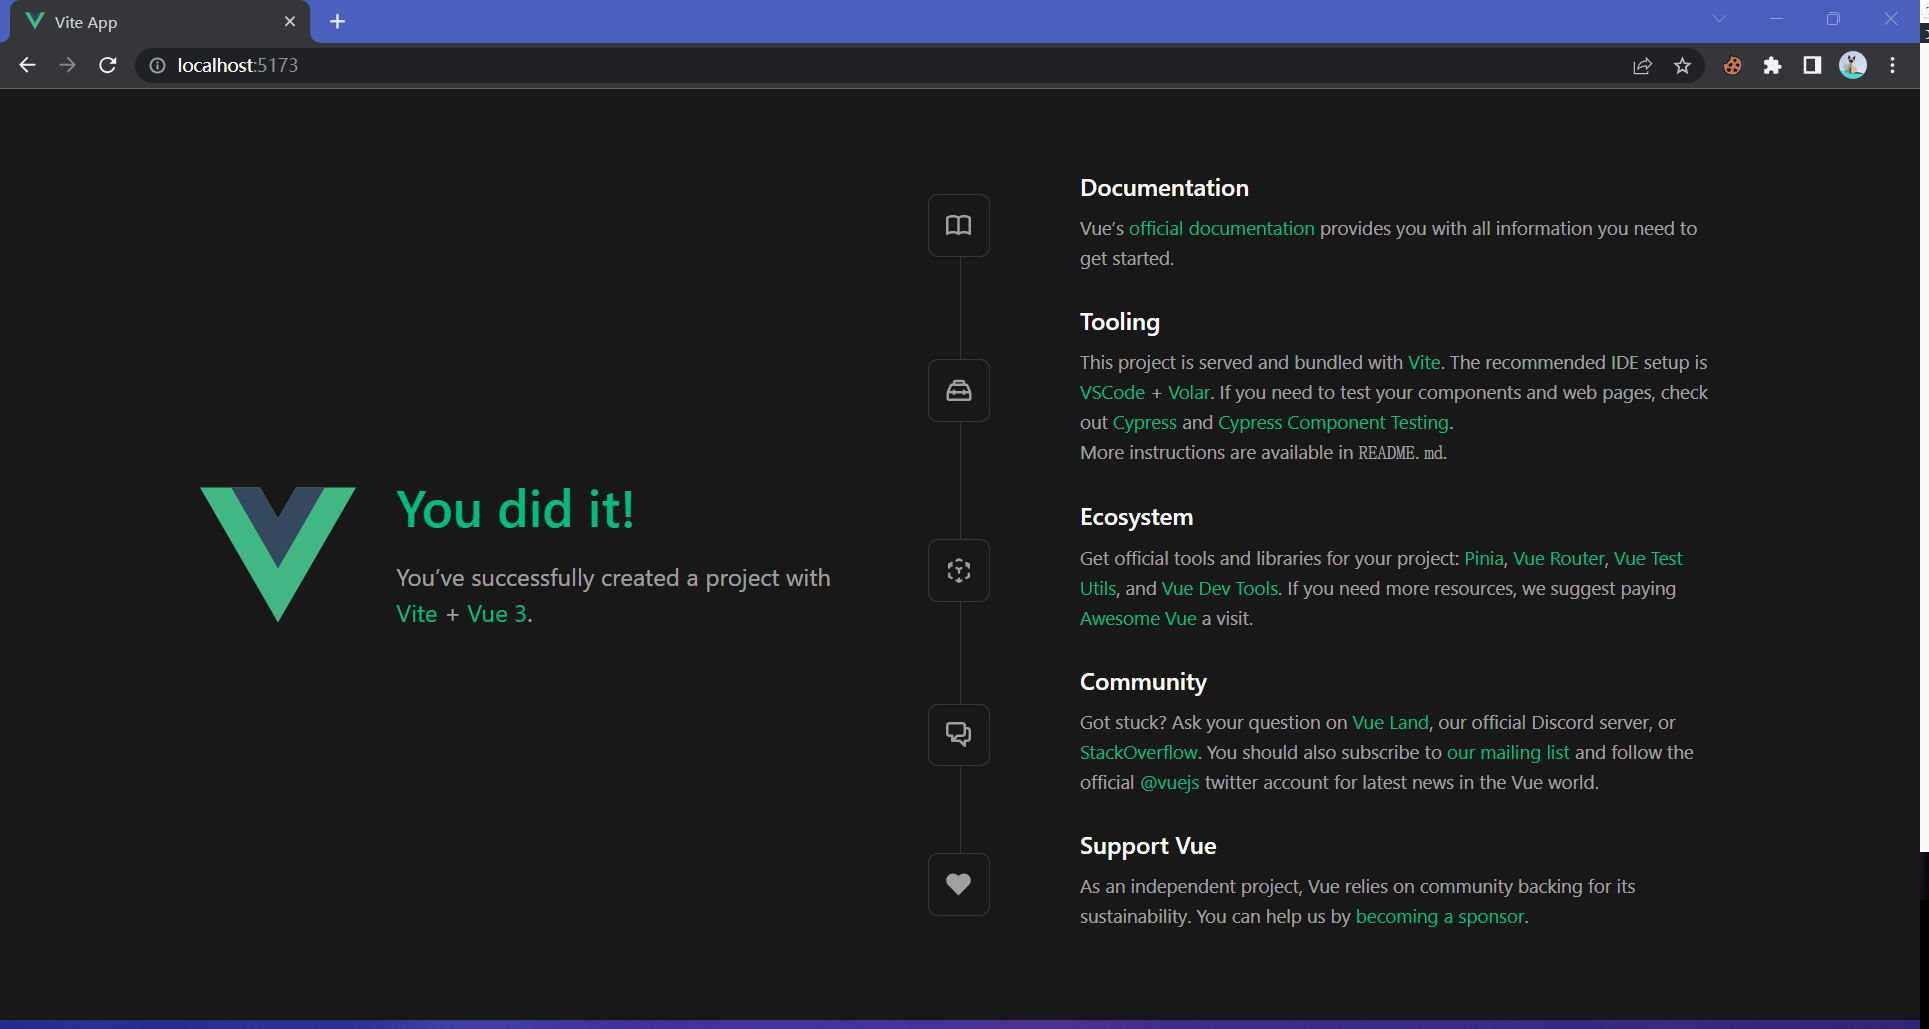 Vite App
localhost:5173
You did it!
You’ve successfully created a project with
Vite + Vue 3.
Documentation
Vue’s official documentation provides you with all information you need to
get started.
Tooling
This project is served and bundled with Vite. The recommended IDE setup is
VSCode + Volar. If you need to test your components and web pages, check
out Cypress and Cypress Component Testing.
More instructions are available in README.md.
Ecosystem
Get official tools and libraries for your project: Pinia, Vue Router, Vue Test
Utils, and Vue Dev Tools. If you need more resources, we suggest paying
Awesome Vue a visit.
Community
Got stuck? Ask your question on Vue Land, our official Discord server, or
StackOverflow. You should also subscribe to our mailing list and follow the
official @vuejs twitter account for latest news in the Vue world.
Support Vue
As an independent project, Vue relies on community backing for its
sustainability. You can help us by becoming a sponsor.